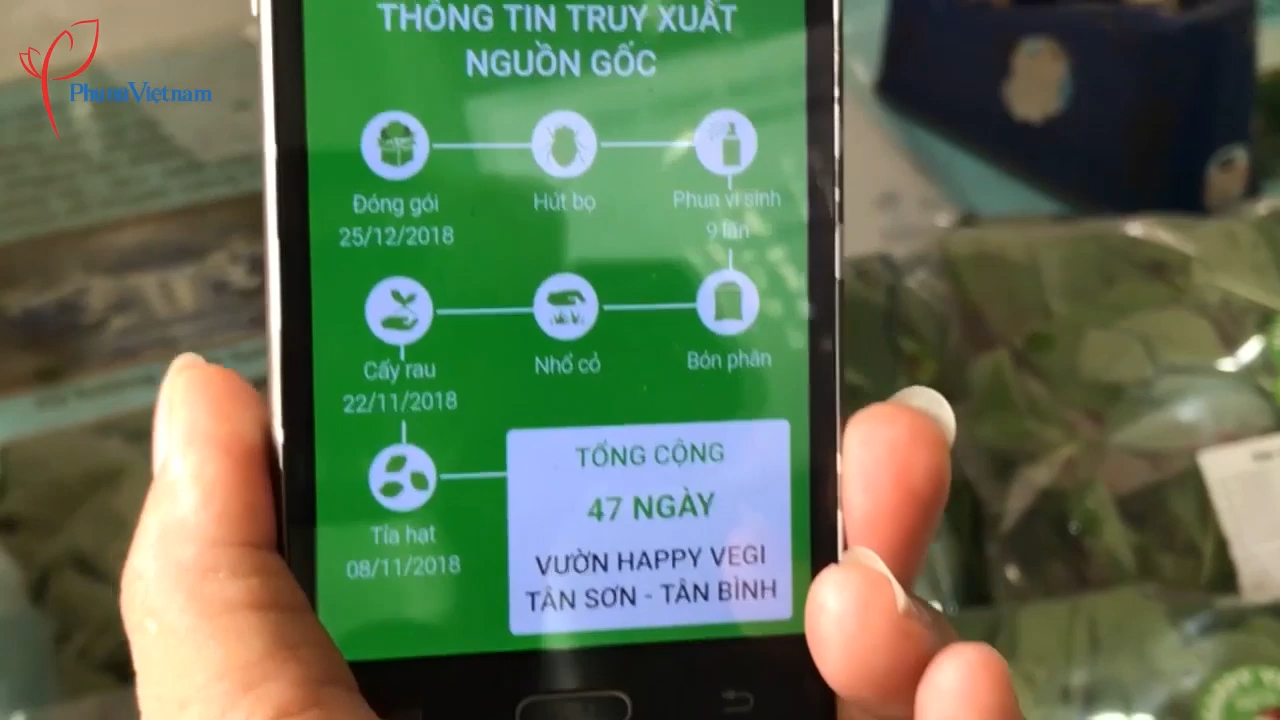 PhunuVietnam
THÔNG TIN TRUY XUẤT
NGUỒN GỐC
Đóng gói
25/12/2018
Hút bọ
Phun vi sinh
9 lần
Cấy rau
22/11/2018
Nhổ cỏ
Bón phân
Tỉa hạt
08/11/2018
TỔNG CỘNG
47 NGÀY
VƯỜN HAPPY VEGI
TÂN SƠN - TÂN BÌNH